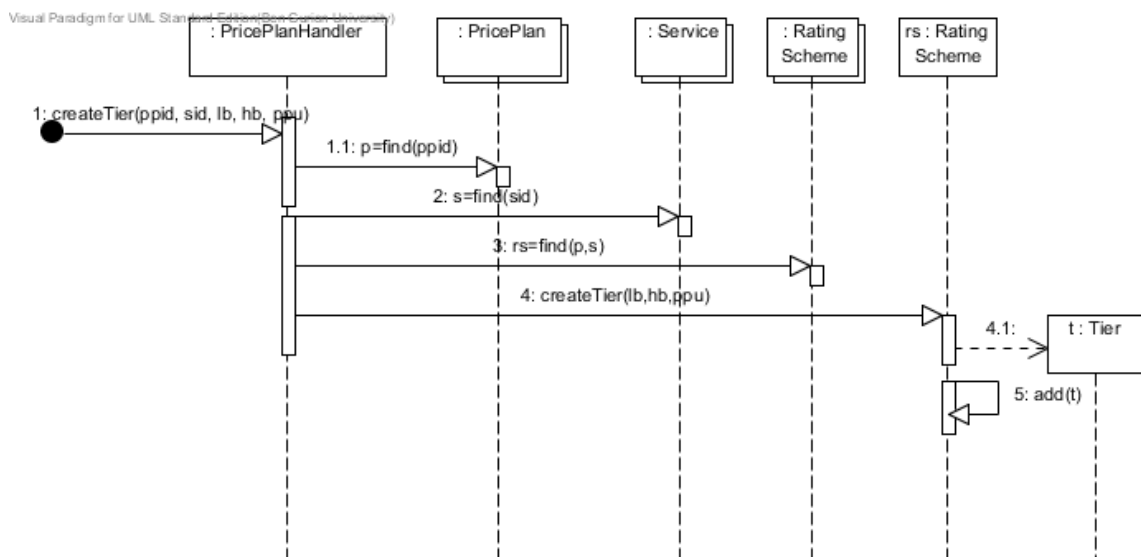 Visual Paradigm for UML Standard Edition(Ben Gurion University)
: PricePlanHandler
: PricePlan
: Service
: Rating
Scheme
rs : Rating
Scheme
1: createTier(ppid, sid, lb, hb, ppu)
1.1: p=find(ppid)
2: s=find(sid)
3: rs=find(p,s)
4: createTier(lb,hb,ppu)
4.1:
t : Tier
5: add(t)